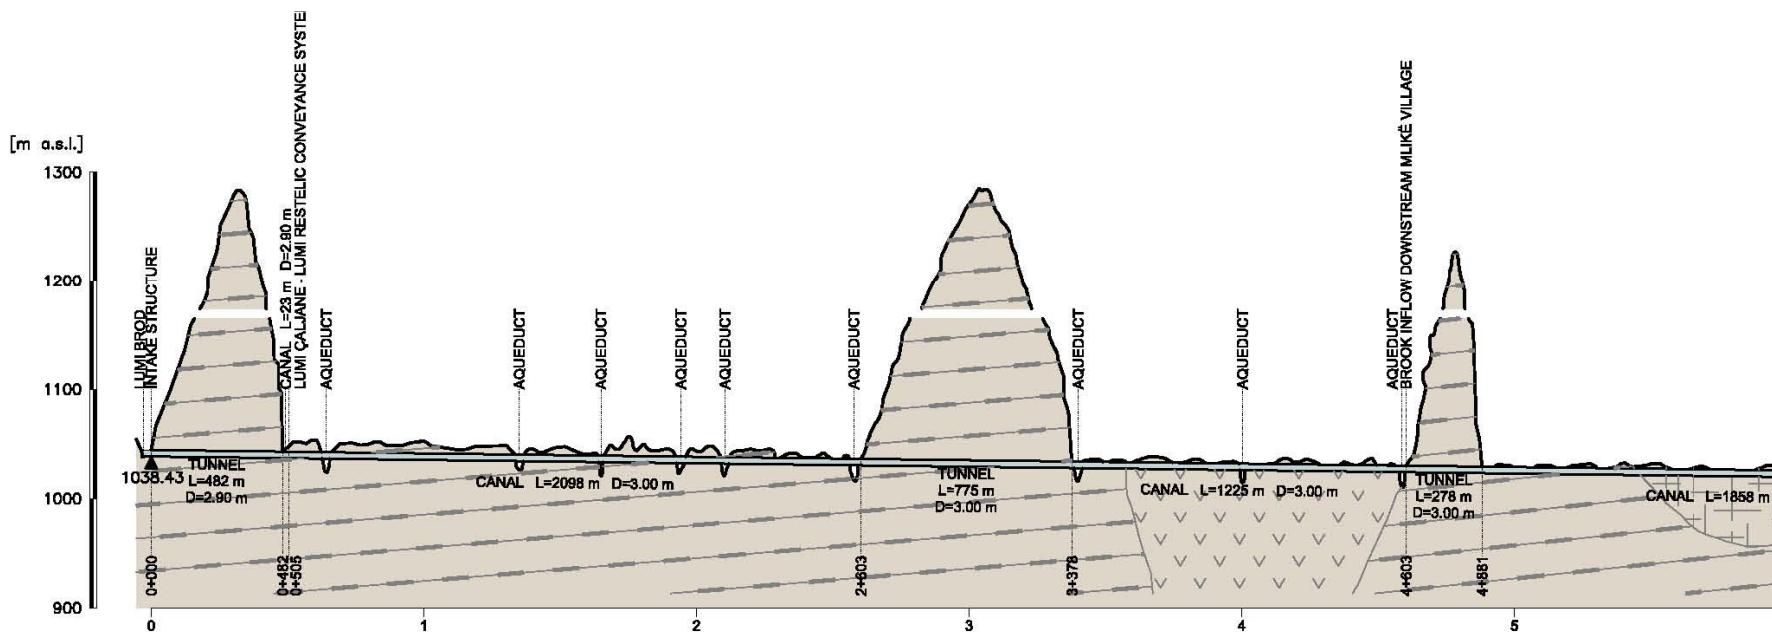 [m a.s.l.]
1300
1200
1100
1000
900
LUMI BROD
INTAKE STRUCTURE
CANAL L=23 m D=2.90 m
LUMI ÇALJANE - LUMI RESTELIC CONVEYANCE SYSTE
AQUEDUCT
AQUEDUCT
AQUEDUCT
AQUEDUCT
AQUEDUCT
AQUEDUCT
AQUEDUCT
AQUEDUCT
AQUEDUCT
BROOK INFLOW DOWNSTREAM MLIKË VILLAGE
1038.43
TUNNEL
L=482 m
D=2.90 m
CANAL L=2098 m D=3.00 m
TUNNEL
L=775 m
D=3.00 m
CANAL L=1225 m D=3.00 m
TUNNEL
L=278 m
D=3.00 m
CANAL L=1858 m
0+000
0+482
0+505
2+603
3+378
4+603
4+881
0
1
2
3
4
5